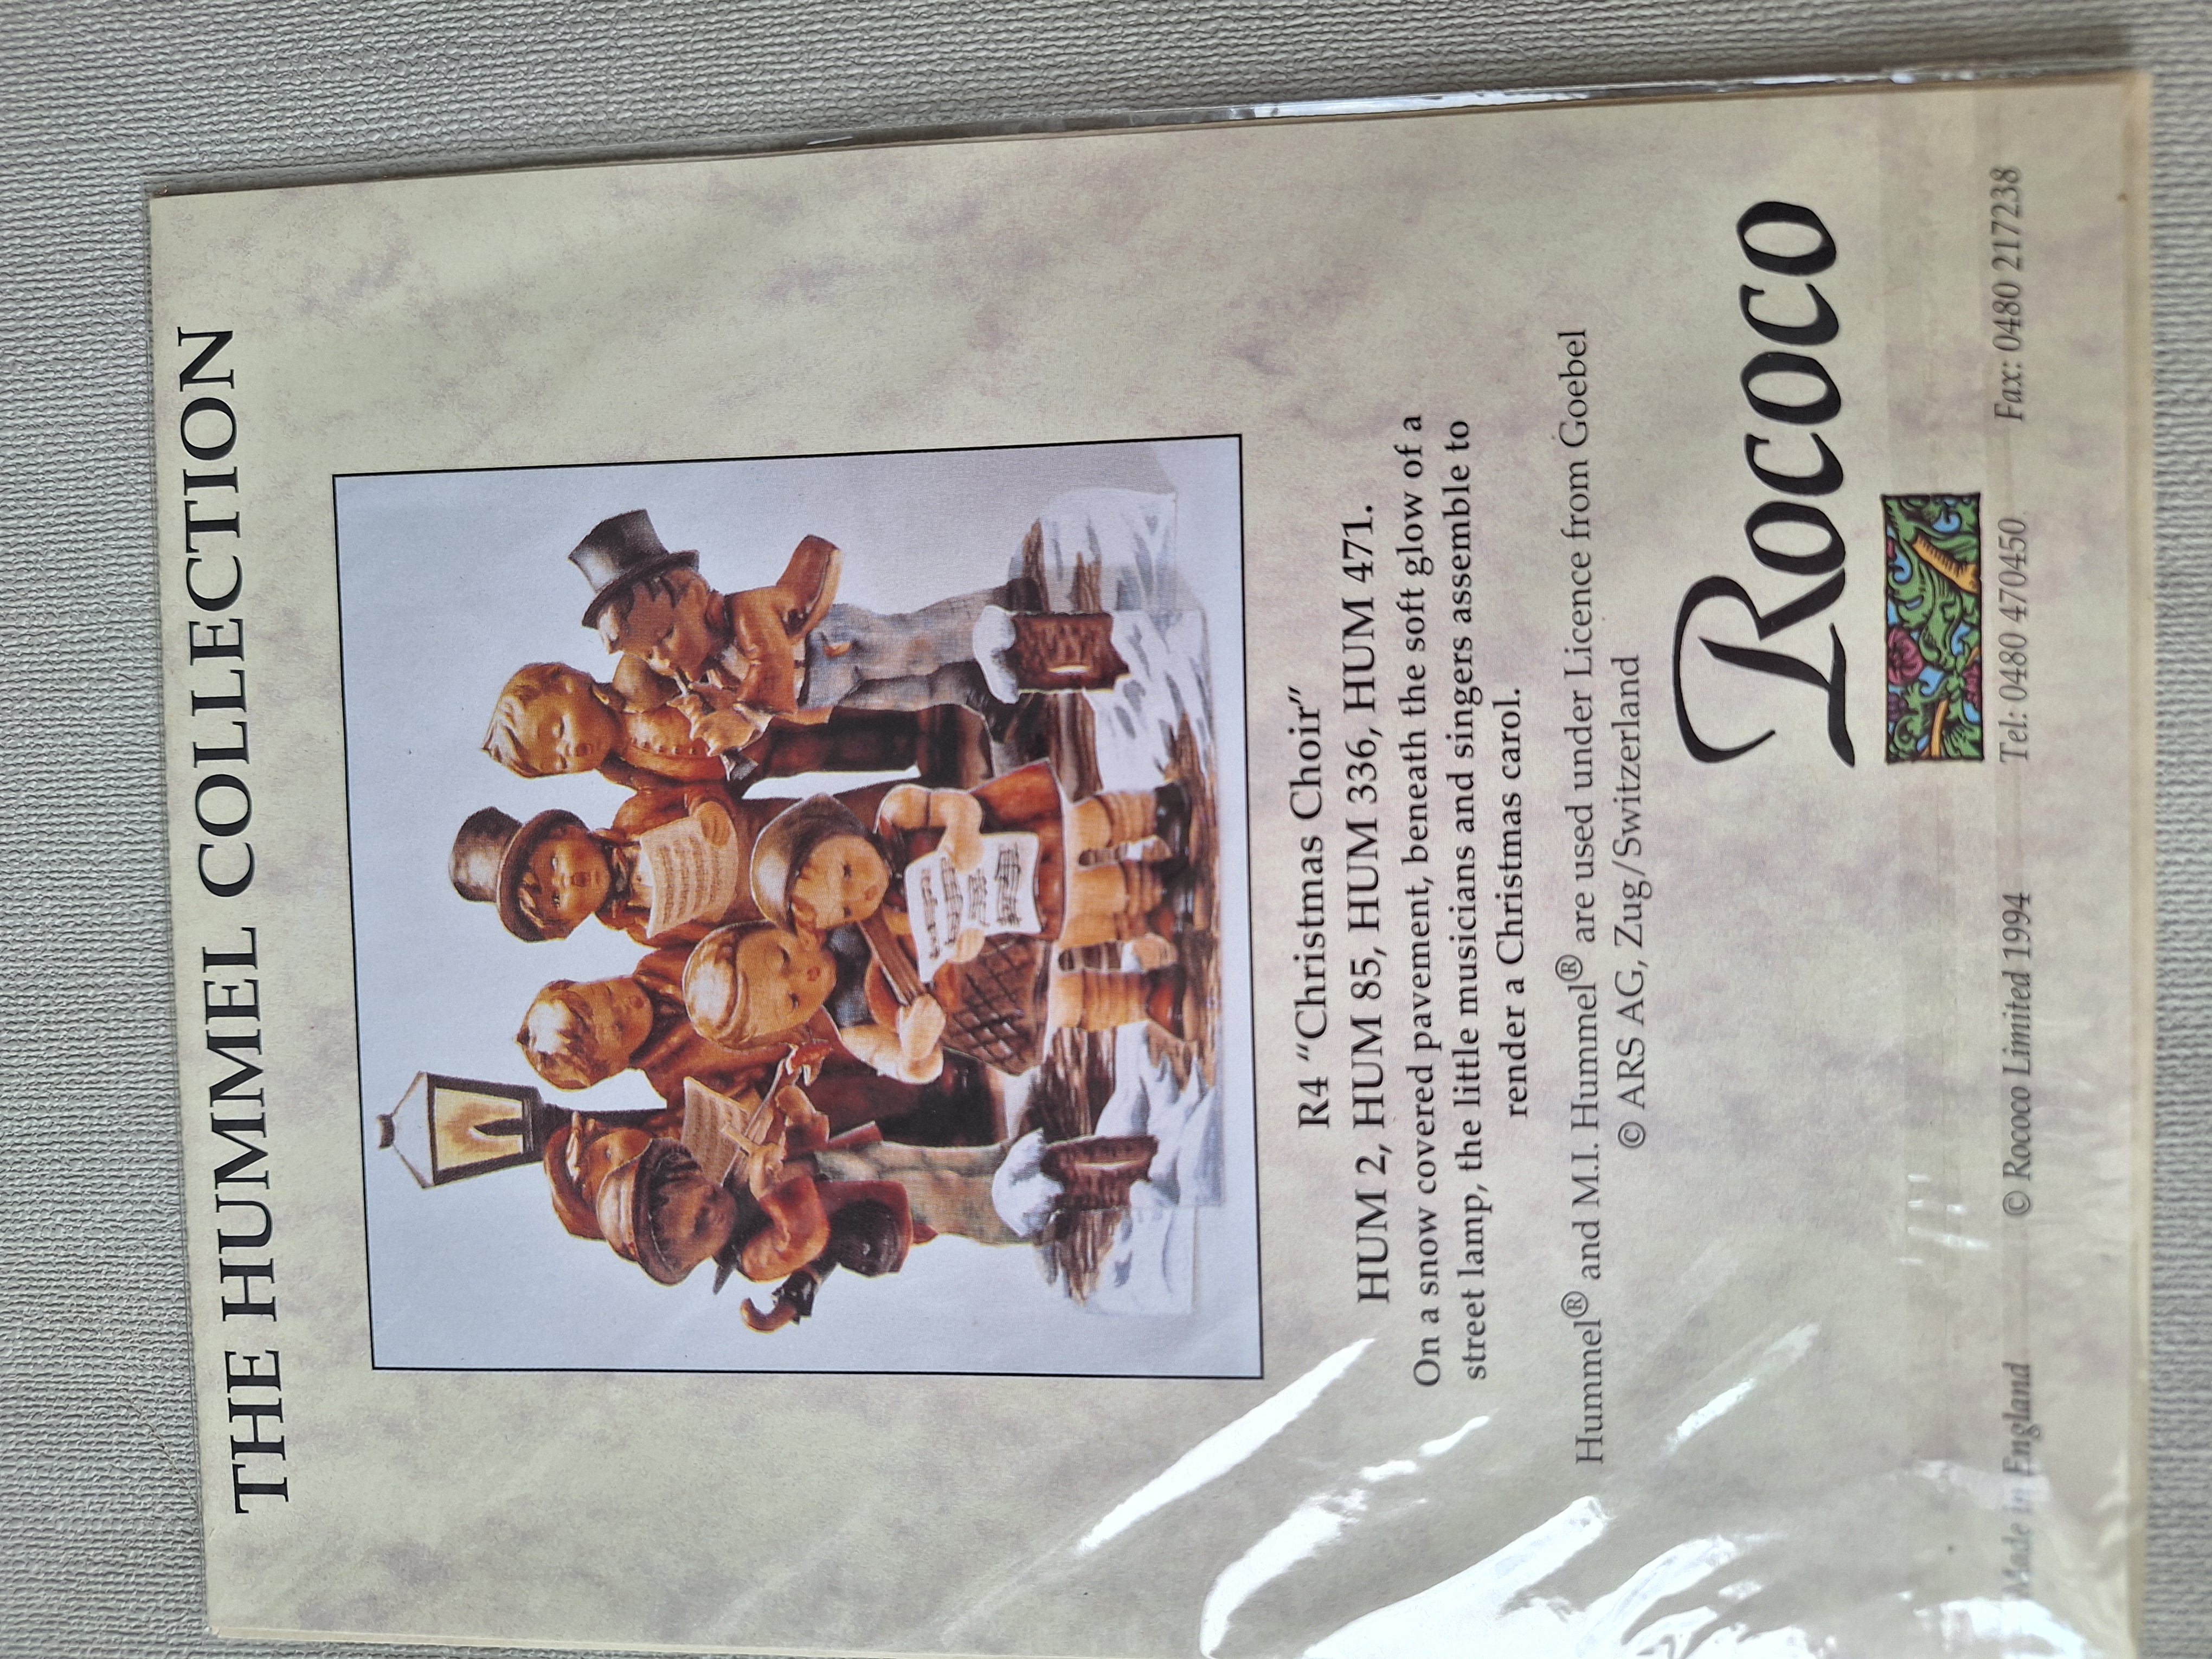 THE HUMMEL COLLECTION
R4 “Christmas Choir”
HUM 2, HUM 85, HUM 336, HUM 471.
On a snow covered pavement, beneath the soft glow of a
street lamp, the little musicians and singers assemble to
render a Christmas carol.
Hummel® and M.I. Hummel® are used under Licence from Goebel
© ARS AG, Zug/Switzerland
Rococo
Made in England © Rococo Limited 1994 Tel: 0480 470450 Fax: 0480 217238